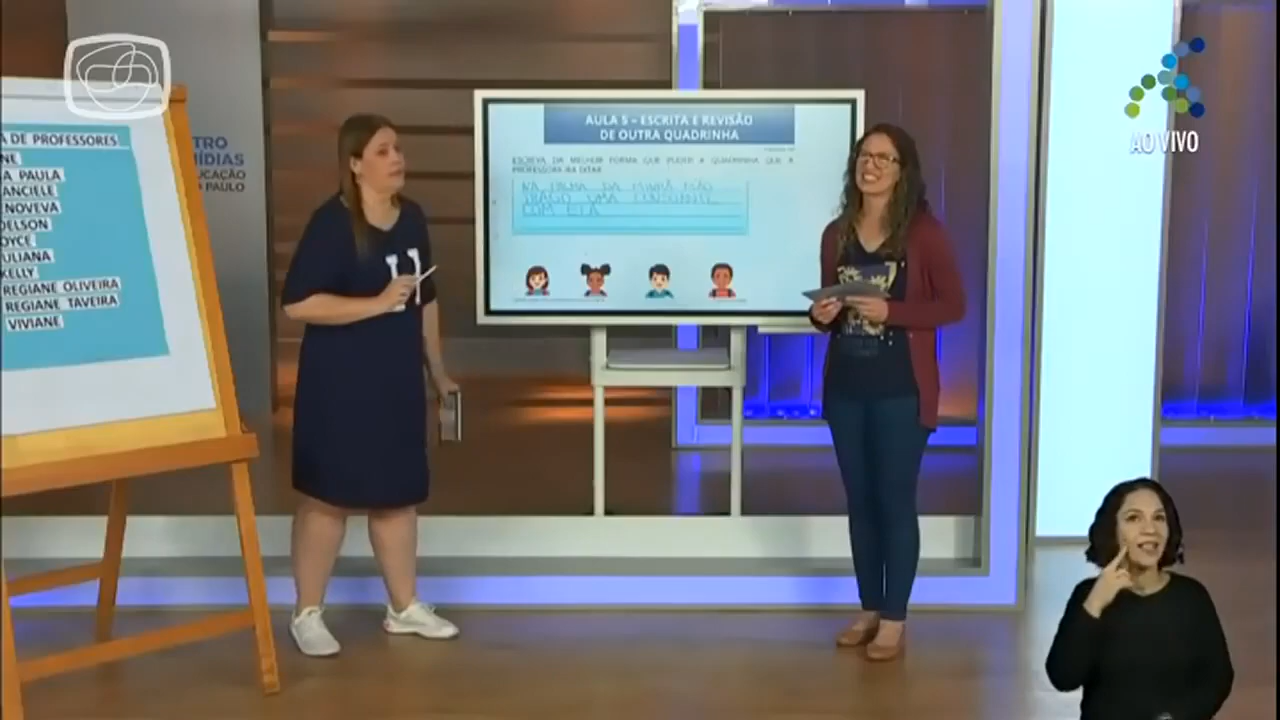 A DE PROFESSORES
NE
A PAULA
ANCIELE
NOVEVA
DELSON
OYCE
ULIANA
KELLY
REGIANE OLIVEIRA
REGIANE TAVEIRA
VIVIANE
TRO
ÍDIAS
UCAÇÃO
O PAULO
AULA 5 – ESCRITA E REVISÃO
DE OUTRA QUADRINHA
ESCREVA DA MELHOR FORMA QUE PUDER A QUADRINHA QUE A
PROFESSORA IRÁ DITAR
NA PALMA DA MINHA MÃO
TRAGO UMA CONSOANTE
COM ELA
AO VIVO